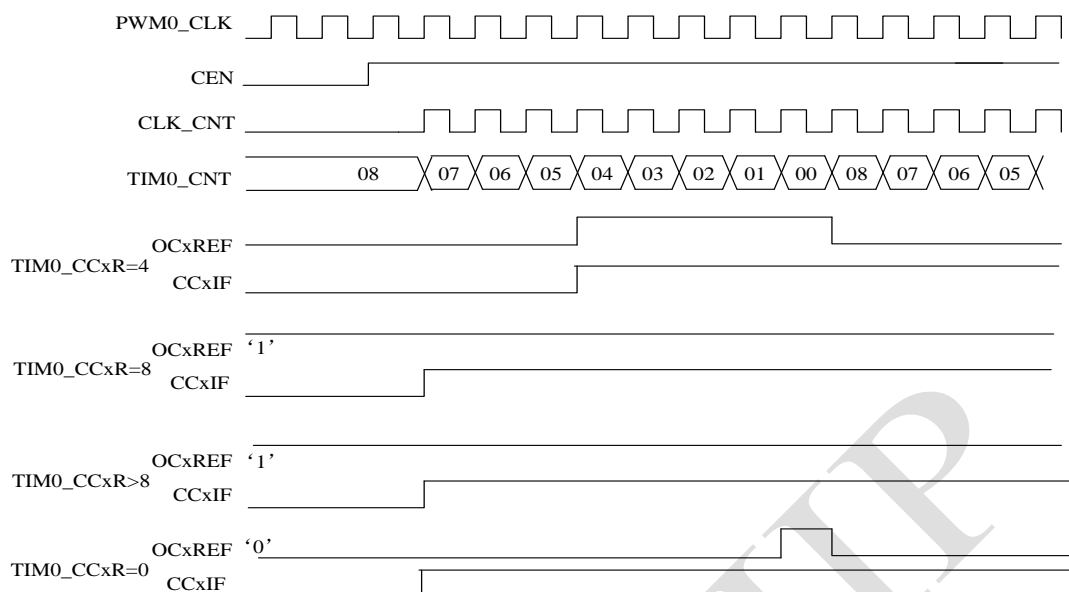 PWM0_CLK
CEN
CLK_CNT
TIM0_CNT 08 07 06 05 04 03 02 01 00 08 07 06 05
TIM0_CCxR=4
OCxREF
CCxIF
TIM0_CCxR=8
OCxREF ‘1’
CCxIF
TIM0_CCxR>8
OCxREF ‘1’
CCxIF
TIM0_CCxR=0
OCxREF ‘0’
CCxIF